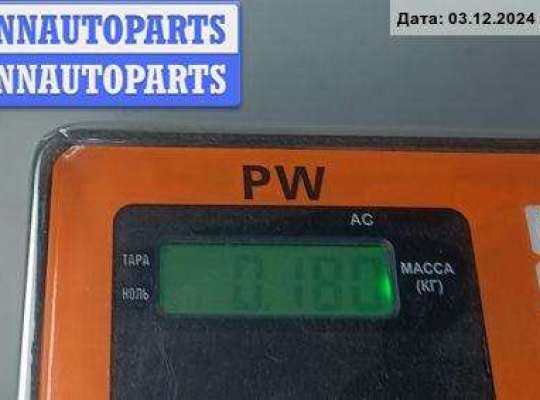 NNAUTOPARTS
NNAUTOPARTS
Дата: 03.12.2024
PW
AC
ТАРА
НОЛЬ
0.180
МАССА
(КГ)